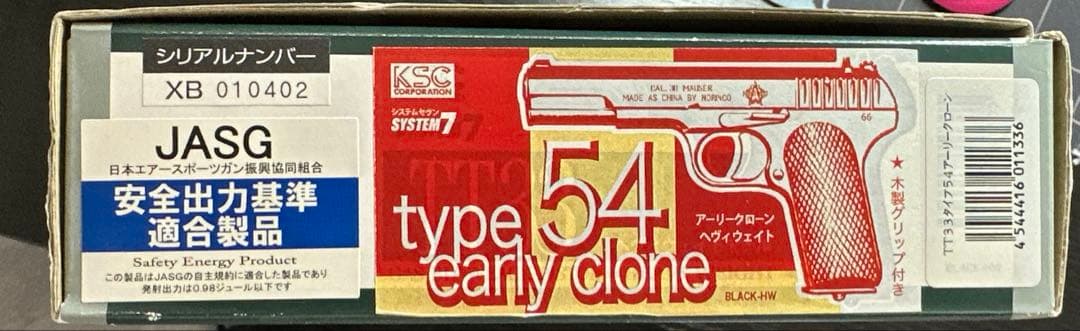 シリアルナンバー
XB 010402
JASG
日本エアースポーツガン振興協同組合
安全出力基準
適合製品
Safety Energy Product
この製品はJASGの自主規約に適合した製品であり
発射出力は0.98ジュール以下です
KSC
CORPORATION
システムセブン
SYSTEM7
CAL.30 MAUSER
MADE AS CHINA BY NORINCO
66
type 54
early clone
アーリークローン
ヘヴィウェイト
BLACK-HW
★木製グリップ付き
TT33タイプ54アーリークローン
4 544416 011336